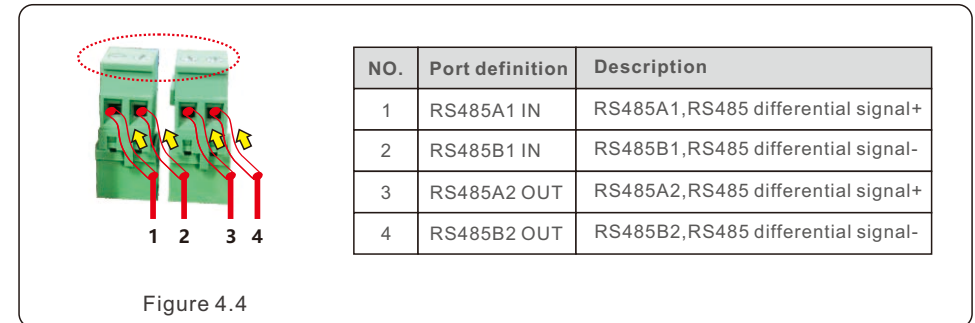 NO. Port definition Description
1 RS485A1 IN RS485A1,RS485 differential signal+
2 RS485B1 IN RS485B1,RS485 differential signal-
3 RS485A2 OUT RS485A2,RS485 differential signal+
4 RS485B2 OUT RS485B2,RS485 differential signal-
1 2 3 4
Figure 4.4